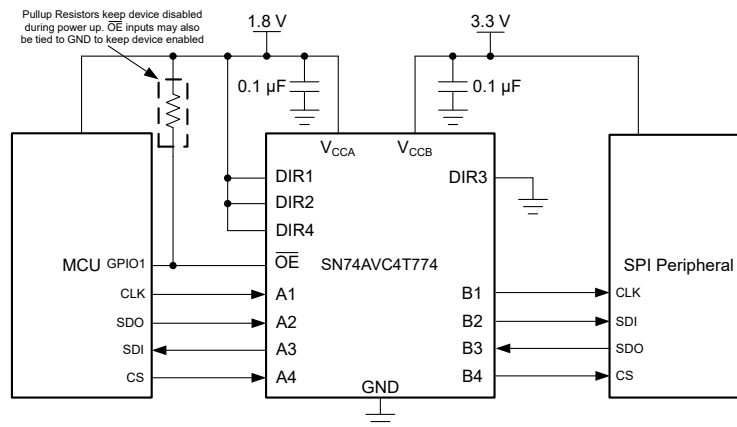 Pullup Resistors keep device disabled
during power up. OE inputs may also
be tied to GND to keep device enabled
1.8 V
3.3 V
0.1 µF
0.1 µF
VCCA
VCCB
DIR1
DIR2
DIR4
DIR3
MCU
GPIO1
OE
SN74AVC4T774
SPI Peripheral
CLK
A1
B1
CLK
SDO
A2
B2
SDI
SDI
A3
B3
SDO
CS
A4
B4
CS
GND